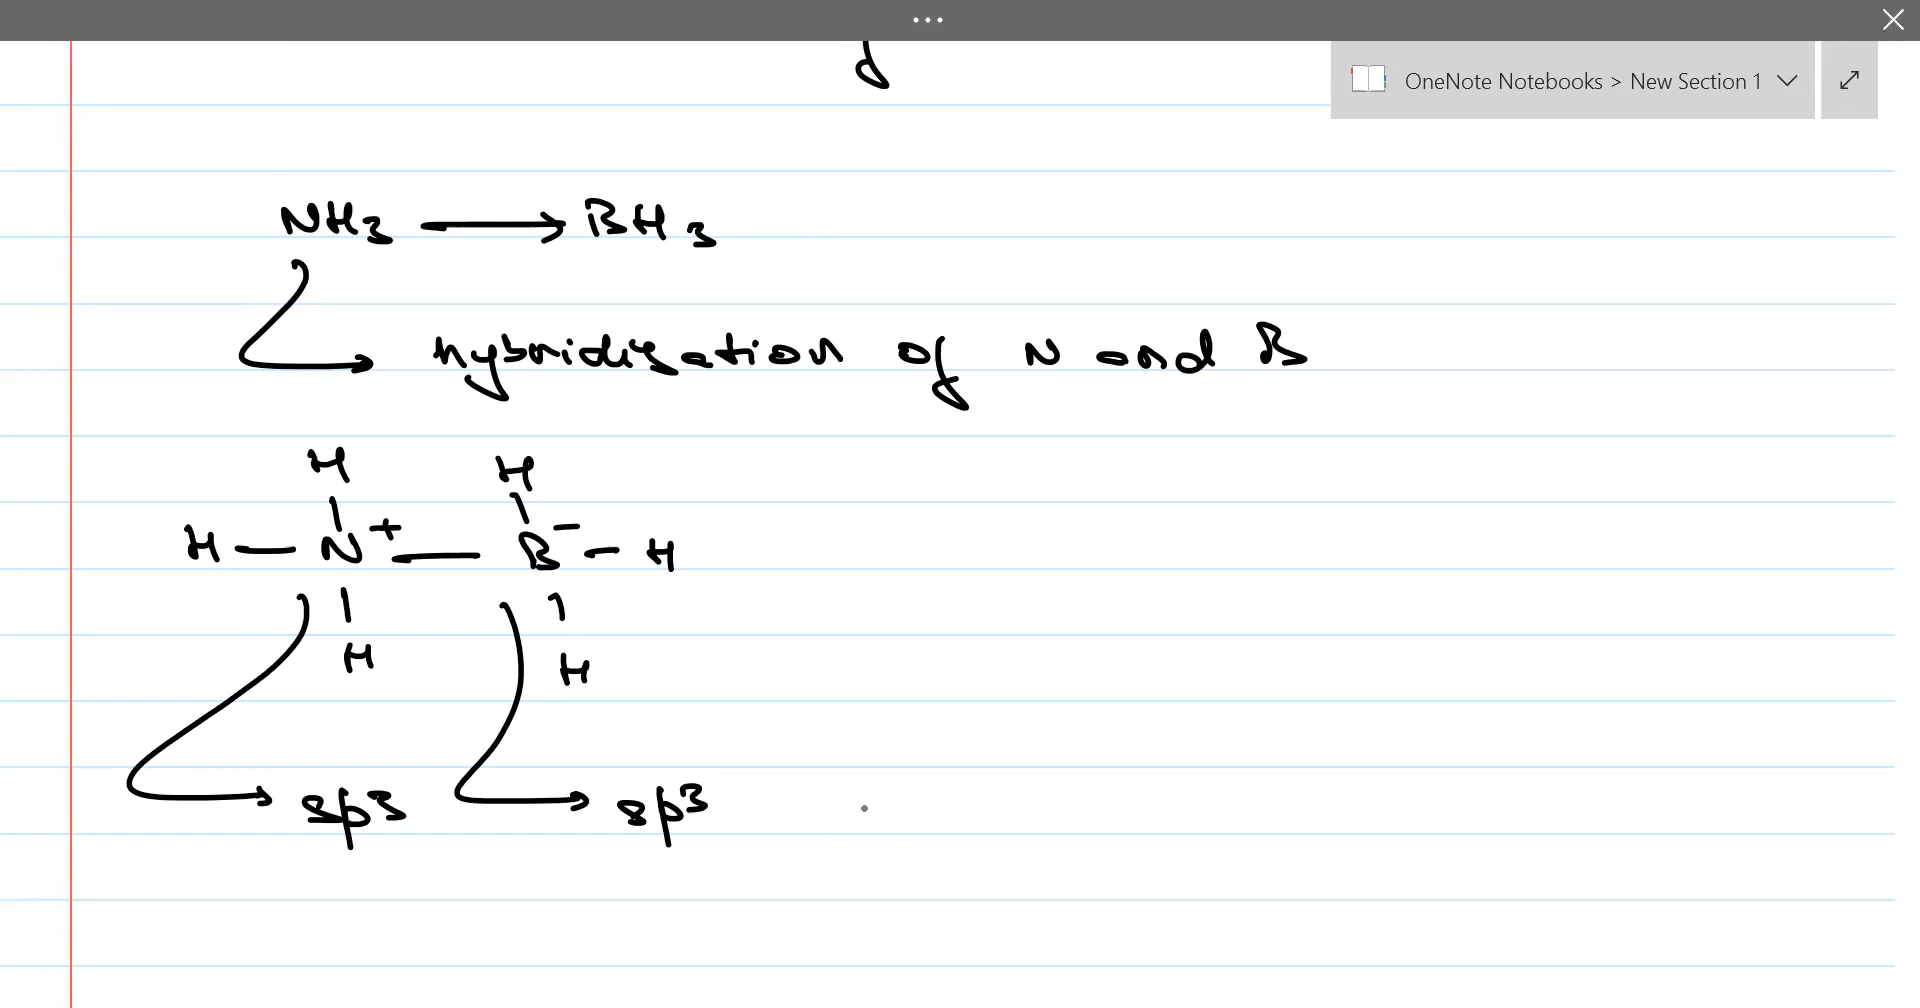 ...
OneNote Notebooks > New Section 1
NH3 → BH3
hybridization of N and B
H H
H — N+ — B- — H
H H
sp3 sp3